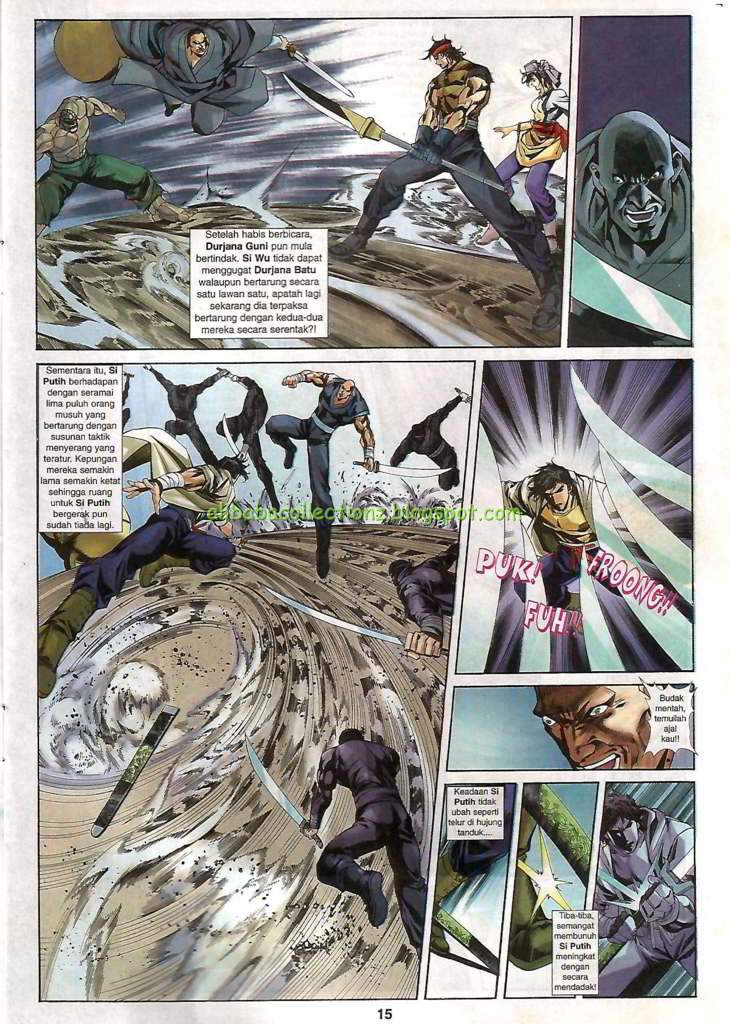 Setelah habis berbicara,
Durjana Guni pun mula
bertindak. Si Wu tidak dapat
menggugat Durjana Batu
walaupun bertarung secara
satu lawan satu, apatah lagi
sekarang dia terpaksa
bertarung dengan kedua-dua
mereka secara serentak?!
Sementara itu, Si
Putih berhadapan
dengan seramai
lima puluh orang
musuh yang
bertarung dengan
susunan taktik
menyerang yang
teratur. Kepungan
mereka semakin
lama semakin ketat
sehingga ruang
untuk Si Putih
bergerak pun
sudah tiada lagi.
alibabacollectionz.blogspot.com
PUK!
FUH!!
FROONG!!
Budak
mentah,
temuilah
ajal
kau!!
Keadaan Si
Putih tidak
ubah seperti
telur di hujung
tanduk....
Tiba-tiba,
semangat
membunuh
Si Putih
meningkat
dengan
secara
mendadak!
15